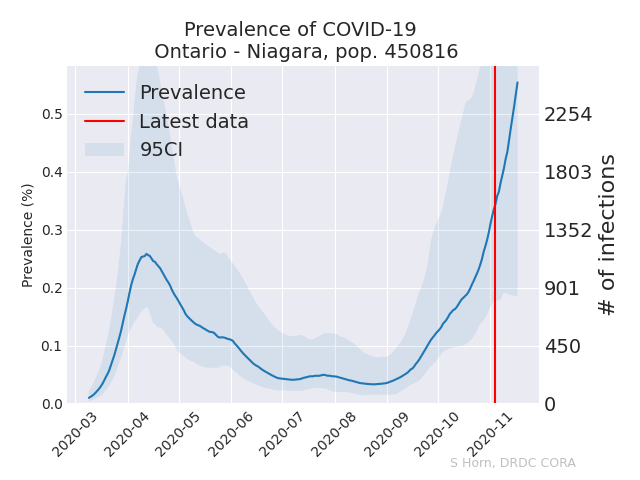 Prevalence of COVID-19
Ontario - Niagara, pop. 450816
Prevalence
Latest data
95CI
Prevalence (%)
0.5
0.4
0.3
0.2
0.1
0.0
2254
1803
1352
901
450
0
# of infections
2020-03
2020-04
2020-05
2020-06
2020-07
2020-08
2020-09
2020-10
2020-11
S Horn, DRDC CORA